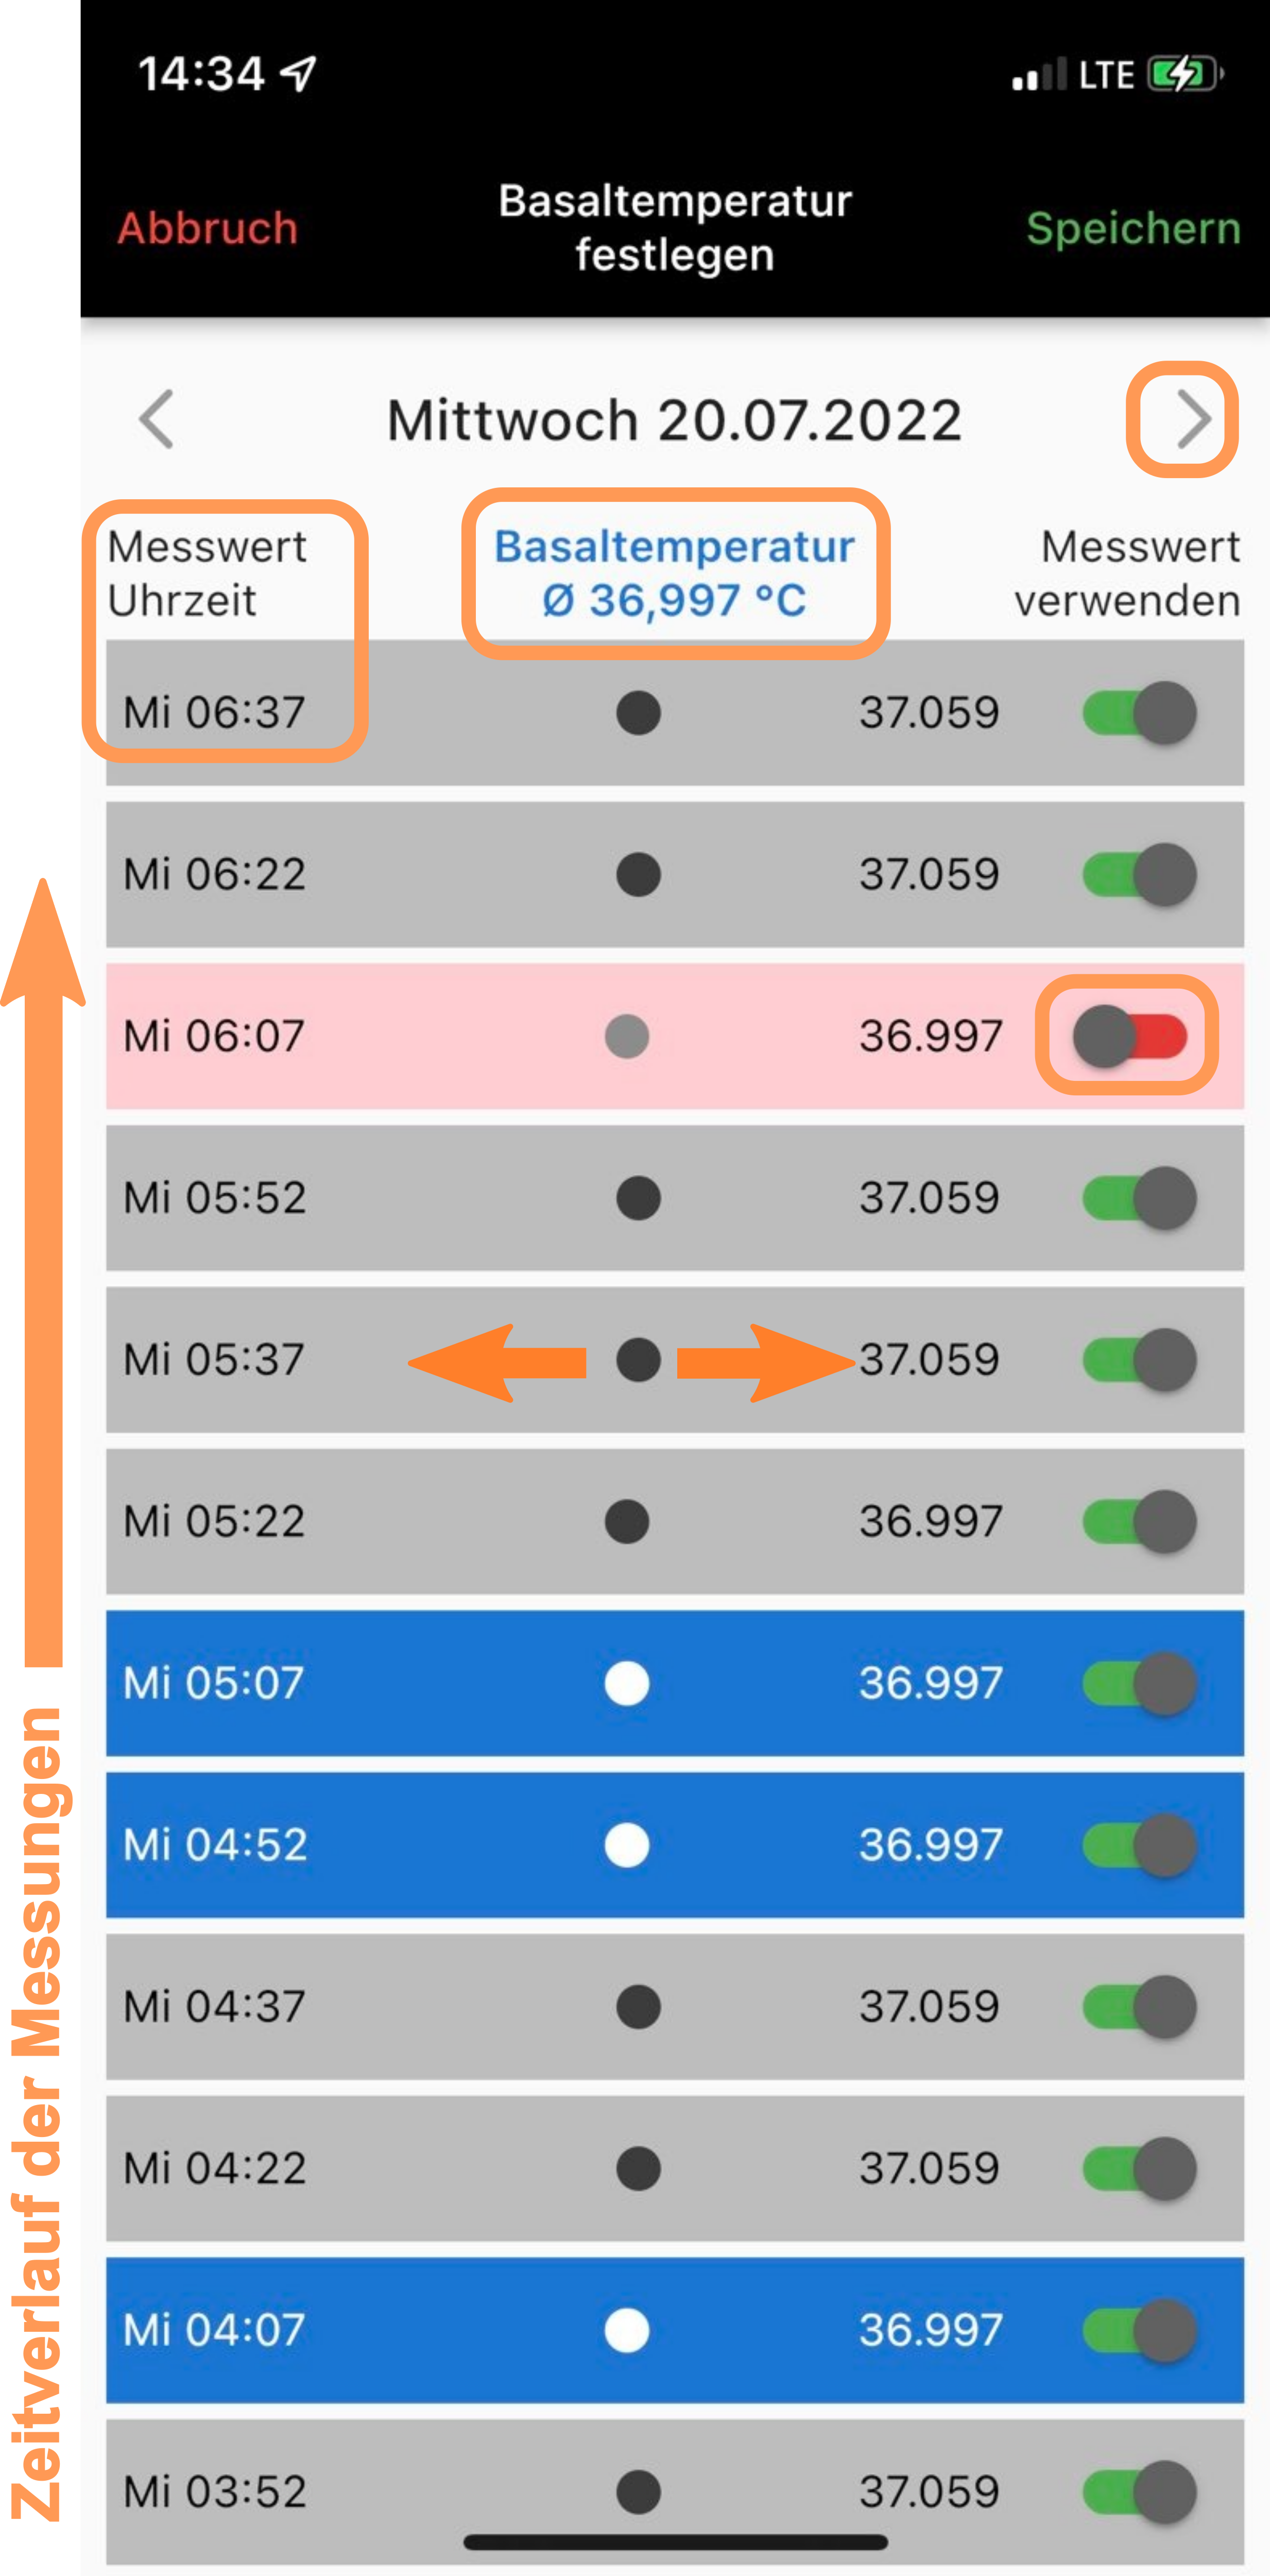 14:34
LTE
Abbruch
Basaltemperatur
festlegen
Speichern
Mittwoch 20.07.2022
Messwert
Uhrzeit
Basaltemperatur
Ø 36,997 °C
Messwert
verwenden
Mi 06:37 37.059
Mi 06:22 37.059
Mi 06:07 36.997
Mi 05:52 37.059
Mi 05:37 37.059
Mi 05:22 36.997
Mi 05:07 36.997
Mi 04:52 36.997
Mi 04:37 37.059
Mi 04:22 37.059
Mi 04:07 36.997
Mi 03:52 37.059
Zeitverlauf der Messungen